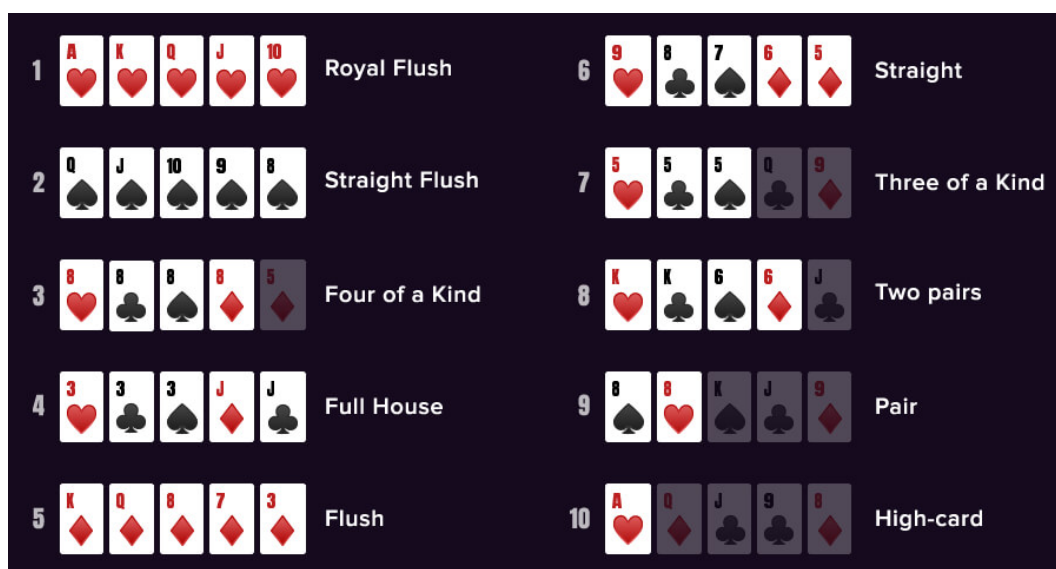 1 A K Q J 10 Royal Flush
2 Q J 10 9 8 Straight Flush
3 8 8 8 8 5 Four of a Kind
4 3 3 3 J J Full House
5 K Q 8 7 3 Flush
6 9 8 7 6 5 Straight
7 5 5 5 Q 9 Three of a Kind
8 K K 6 6 J Two pairs
9 8 8 K J 9 Pair
10 A Q J 9 8 High-card